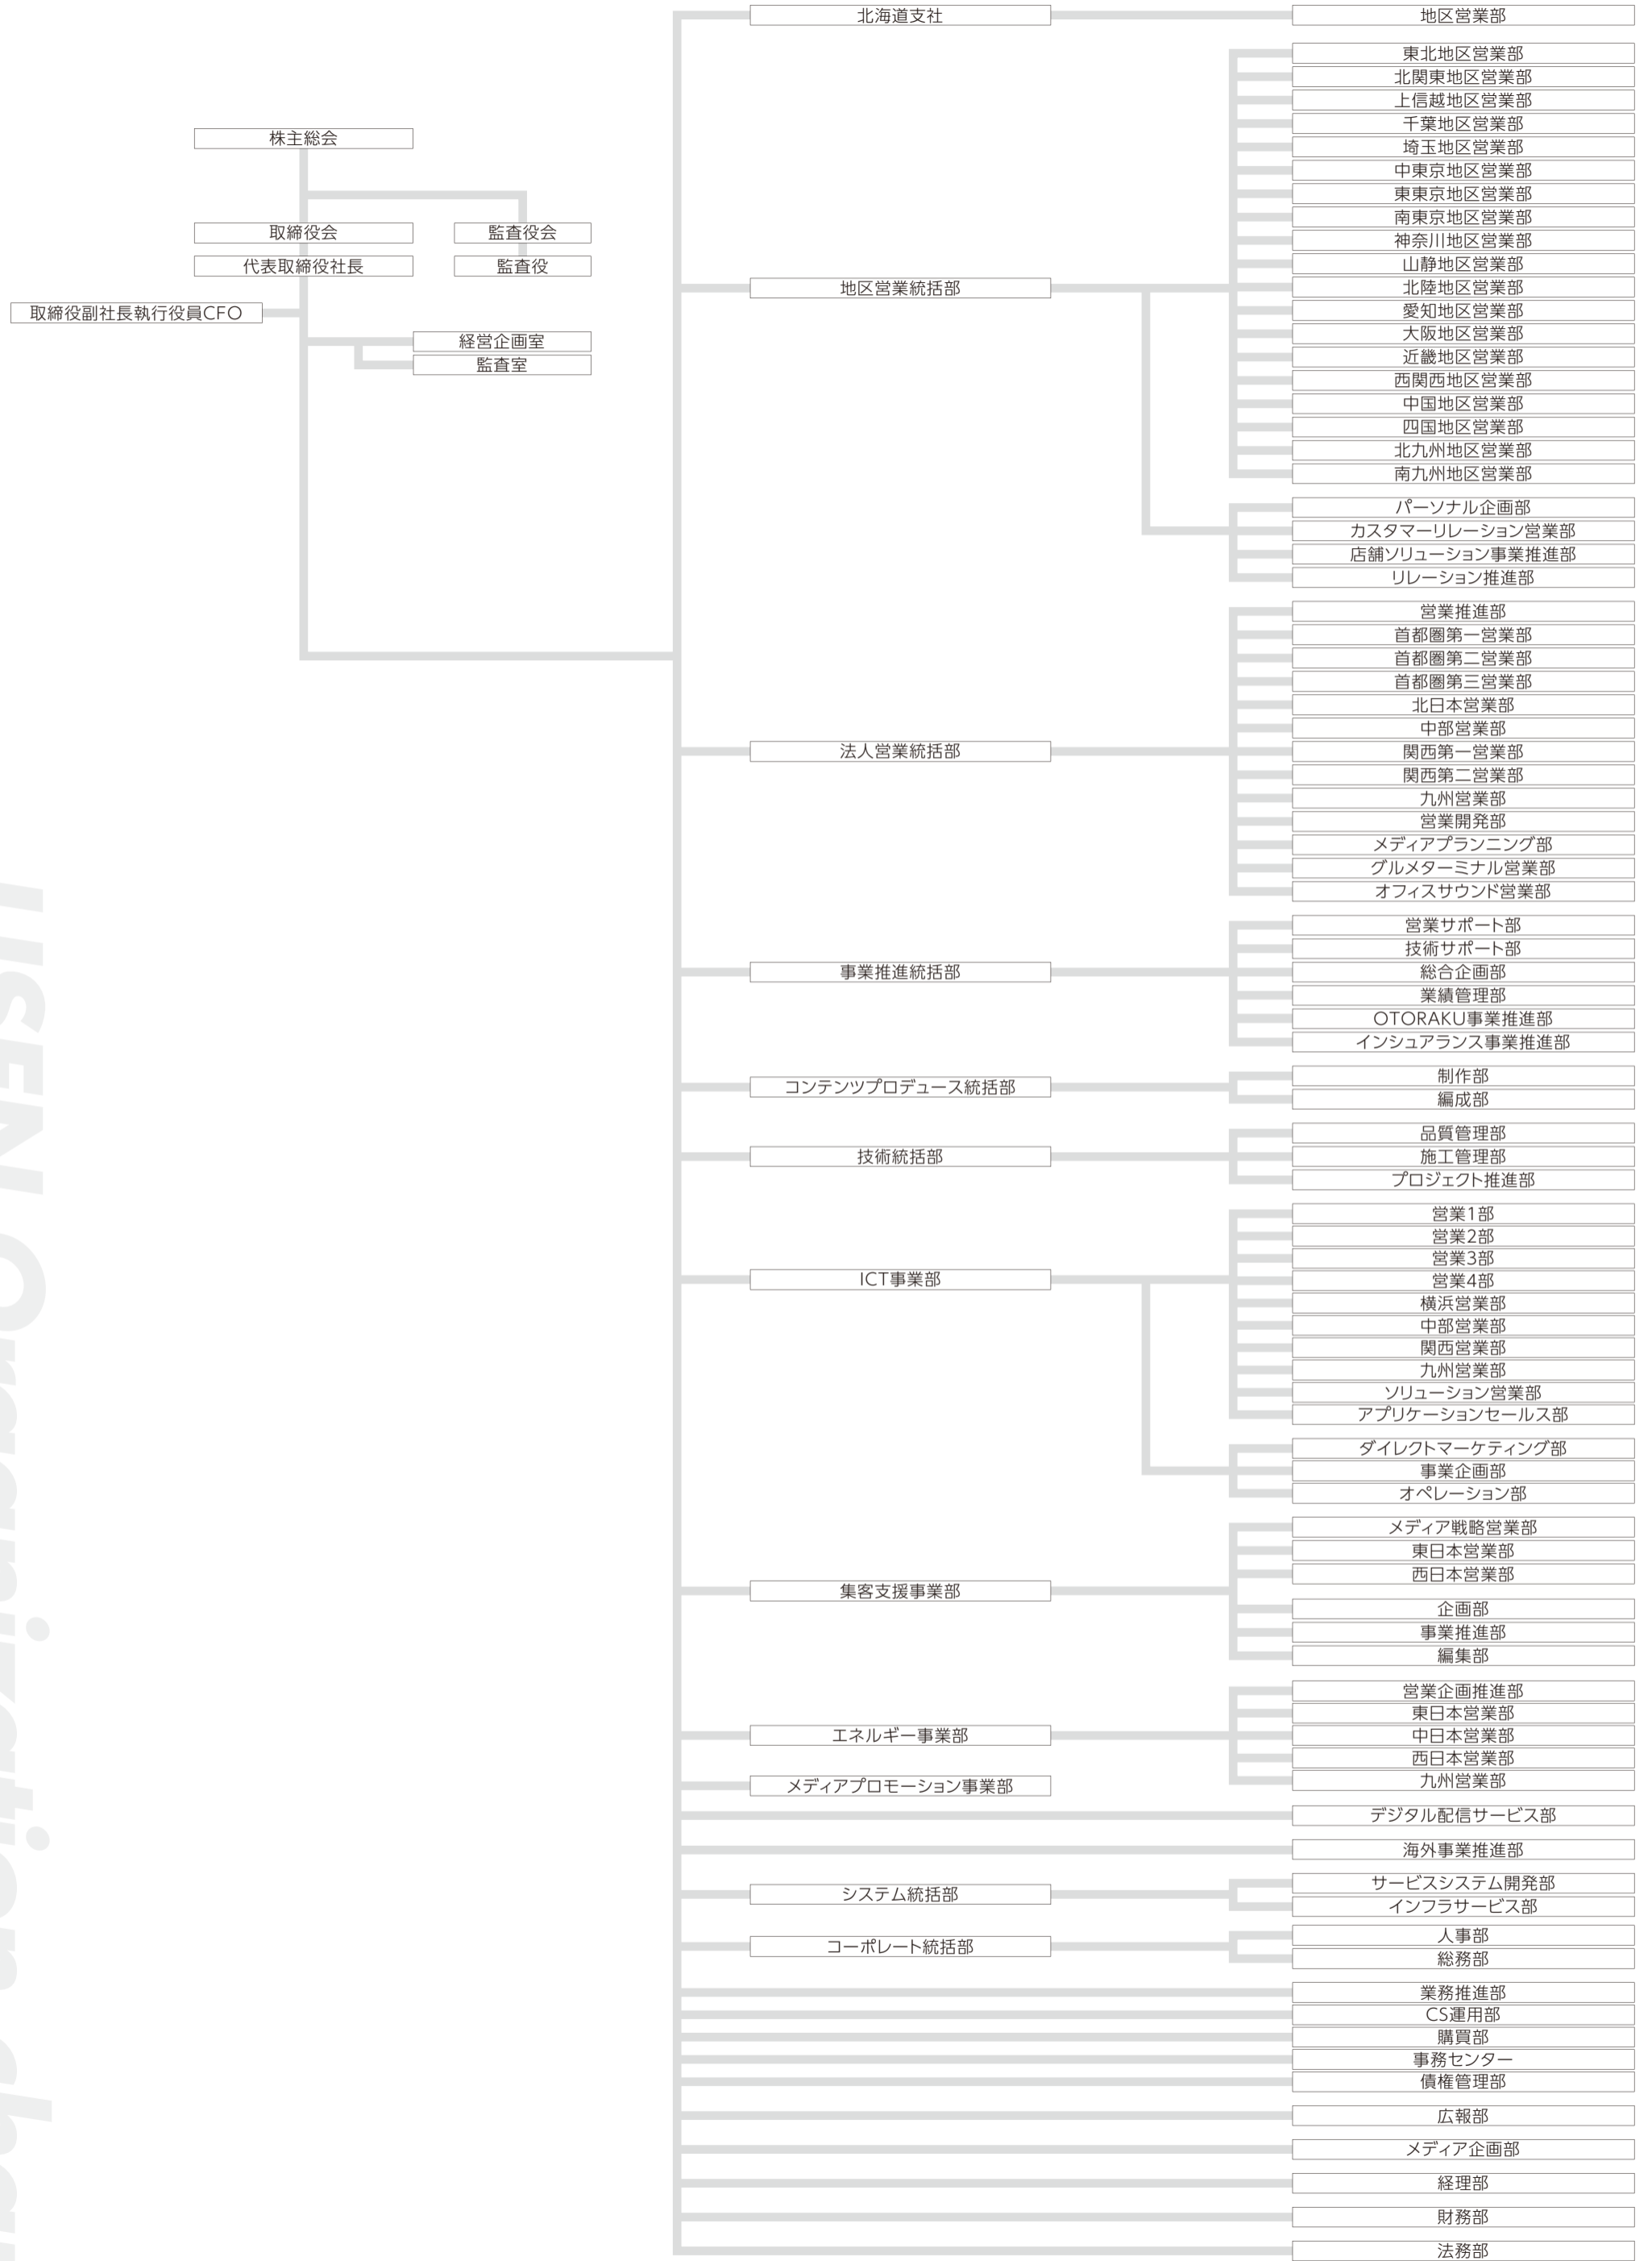 株主総会
取締役会
監査役会
代表取締役社長
監査役
取締役副社長執行役員CFO
経営企画室
監査室
北海道支社
地区営業部
地区営業統括部
東北地区営業部
北関東地区営業部
上信越地区営業部
千葉地区営業部
埼玉地区営業部
中東京地区営業部
東東京地区営業部
南東京地区営業部
神奈川地区営業部
山静地区営業部
北陸地区営業部
愛知地区営業部
大阪地区営業部
近畿地区営業部
西関西地区営業部
中国地区営業部
四国地区営業部
北九州地区営業部
南九州地区営業部
パーソナル企画部
カスタマーリレーション営業部
店舗ソリューション事業推進部
リレーション推進部
法人営業統括部
営業推進部
首都圏第一営業部
首都圏第二営業部
首都圏第三営業部
北日本営業部
中部営業部
関西第一営業部
関西第二営業部
九州営業部
営業開発部
メディアプランニング部
グルメターミナル営業部
オフィスサウンド営業部
事業推進統括部
営業サポート部
技術サポート部
総合企画部
業績管理部
OTORAKU事業推進部
インシュアランス事業推進部
コンテンツプロデュース統括部
制作部
編成部
技術統括部
品質管理部
施工管理部
プロジェクト推進部
ICT事業部
営業1部
営業2部
営業3部
営業4部
横浜営業部
中部営業部
関西営業部
九州営業部
ソリューション営業部
アプリケーションセールス部
ダイレクトマーケティング部
事業企画部
オペレーション部
集客支援事業部
メディア戦略営業部
東日本営業部
西日本営業部
企画部
事業推進部
編集部
エネルギー事業部
営業企画推進部
東日本営業部
中日本営業部
西日本営業部
九州営業部
メディアプロモーション事業部
デジタル配信サービス部
海外事業推進部
システム統括部
サービスシステム開発部
インフラサービス部
コーポレート統括部
人事部
総務部
業務推進部
CS運用部
購買部
事務センター
債権管理部
広報部
メディア企画部
経理部
財務部
法務部
USEN Organization char